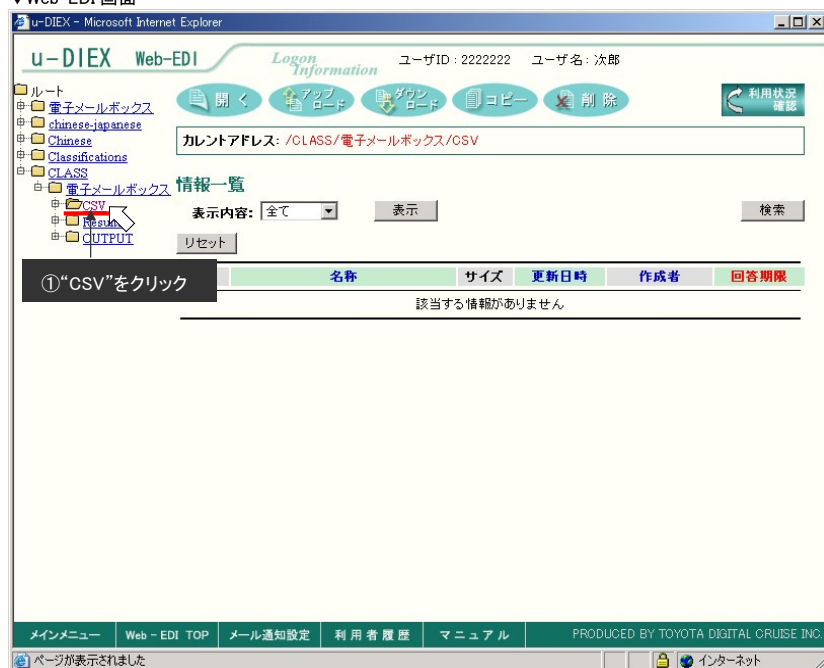 ▼Web-EDI画面
u-DIEX - Microsoft Internet Explorer
u-DIEX Web-EDI
Logon Information
ユーザID：2222222 ユーザ名：次郎
開く
アップロード
ダウンロード
コピー
削除
利用状況確認
ルート
電子メールボックス
chinese-japanese
Chinese
Classifications
CLASS
電子メールボックス
CSV
Result
OUTPUT
①“CSV”をクリック
カレントアドレス: /CLASS/電子メールボックス/CSV
情報一覧
表示内容: 全て 表示 検索
リセット
名称 サイズ 更新日時 作成者 回答期限
該当する情報がありません
メインメニュー Web-EDI TOP メール通知設定 利用者履歴 マニュアル PRODUCED BY TOYOTA DIGITAL CRUISE INC.
ページが表示されました インターネット